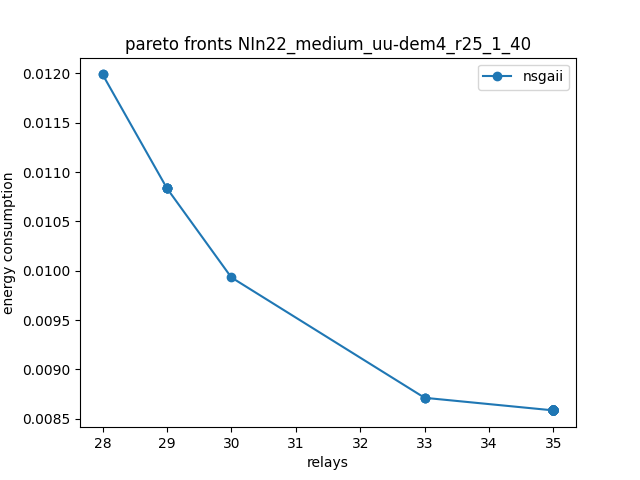 pareto fronts NIn22_medium_uu-dem4_r25_1_40
nsgaii
energy consumption
0.0120
0.0115
0.0110
0.0105
0.0100
0.0095
0.0090
0.0085
28 29 30 31 32 33 34 35
relays